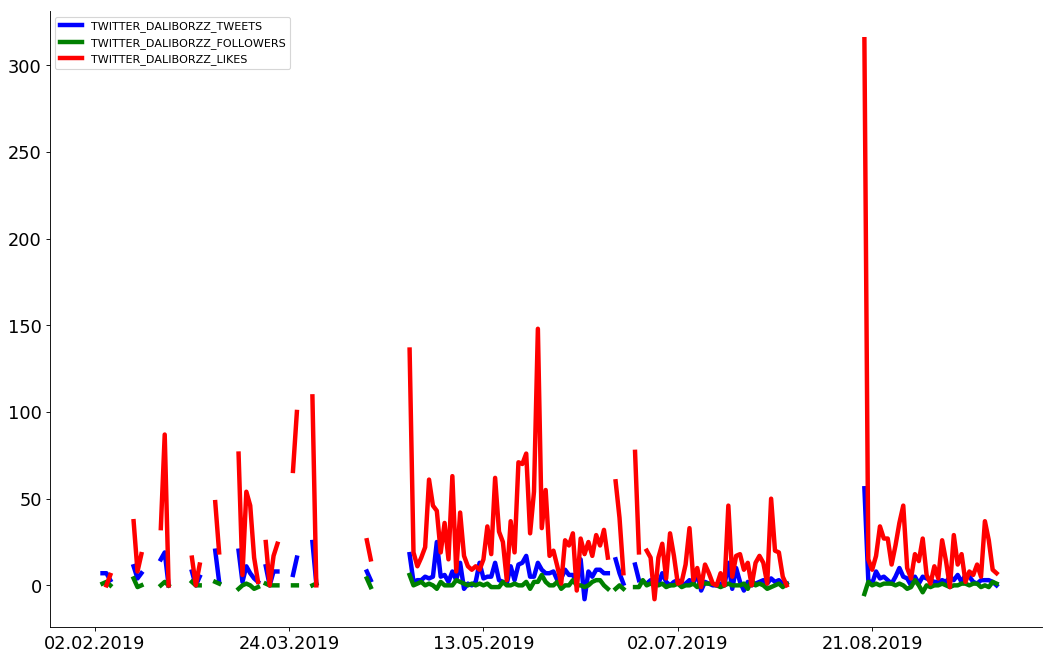 TWITTER_DALIBORZZ_TWEETS
TWITTER_DALIBORZZ_FOLLOWERS
TWITTER_DALIBORZZ_LIKES
300
250
200
150
100
50
0
02.02.2019 24.03.2019 13.05.2019 02.07.2019 21.08.2019